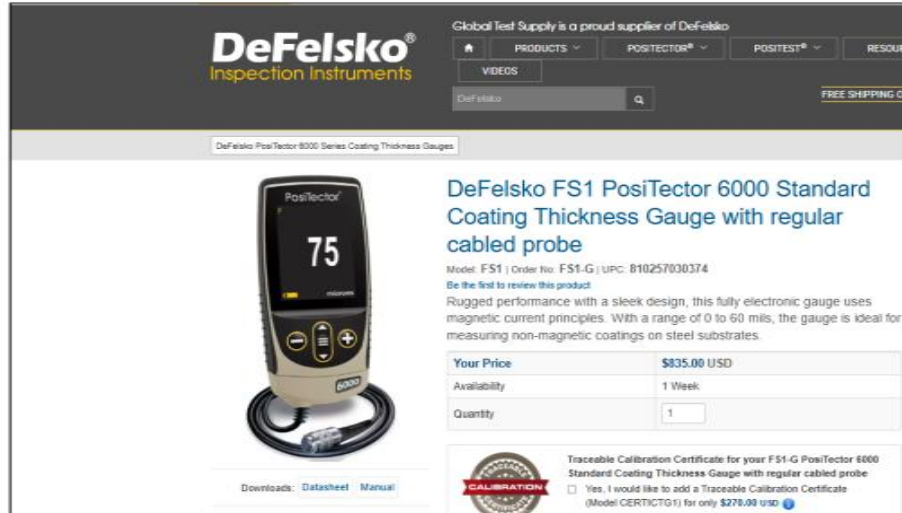 DeFelsko®
Inspection Instruments
Global Test Supply is a proud supplier of DeFelsko
PRODUCTS
POSITECTOR®
POSITEST®
RESOUR
VIDEOS
DeFelsko
FREE SHIPPING O
DeFelsko PosiTector 6000 Series Coating Thickness Gauges
PosiTector
75
microns
6000
Downloads: Datasheet Manual
DeFelsko FS1 PosiTector 6000 Standard
Coating Thickness Gauge with regular
cabled probe
Model: FS1 | Order No: FS1-G | UPC: 810257030374
Be the first to review this product
Rugged performance with a sleek design, this fully electronic gauge uses
magnetic current principles. With a range of 0 to 60 mils, the gauge is ideal for
measuring non-magnetic coatings on steel substrates.
Your Price $835.00 USD
Availability 1 Week
Quantity 1
TRACEABLE
CALIBRATION
Traceable Calibration Certificate for your FS1-G PosiTector 6000
Standard Coating Thickness Gauge with regular cabled probe
Yes, I would like to add a Traceable Calibration Certificate
(Model CERTICTG1) for only $270.00 USD